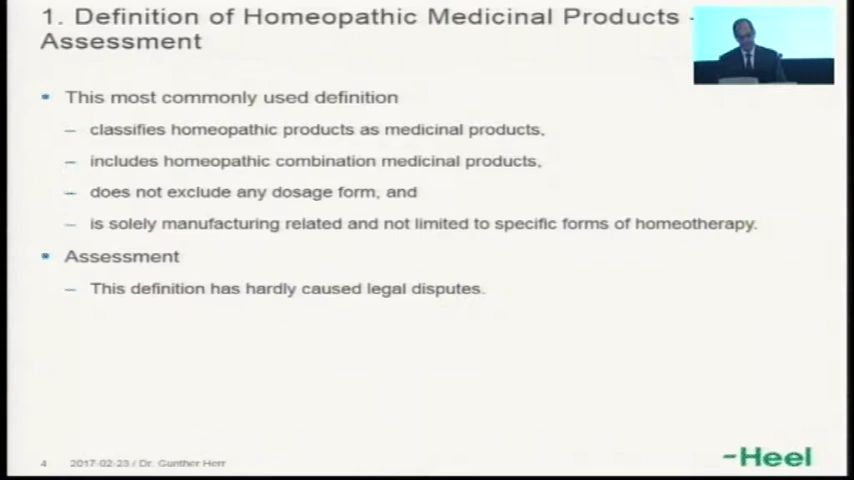 1. Definition of Homeopathic Medicinal Products -
Assessment
This most commonly used definition
– classifies homeopathic products as medicinal products,
– includes homeopathic combination medicinal products,
– does not exclude any dosage form, and
– is solely manufacturing related and not limited to specific forms of homeotherapy.
Assessment
– This definition has hardly caused legal disputes.
4 2017-02-23 / Dr. Gunther Herr
-Heel